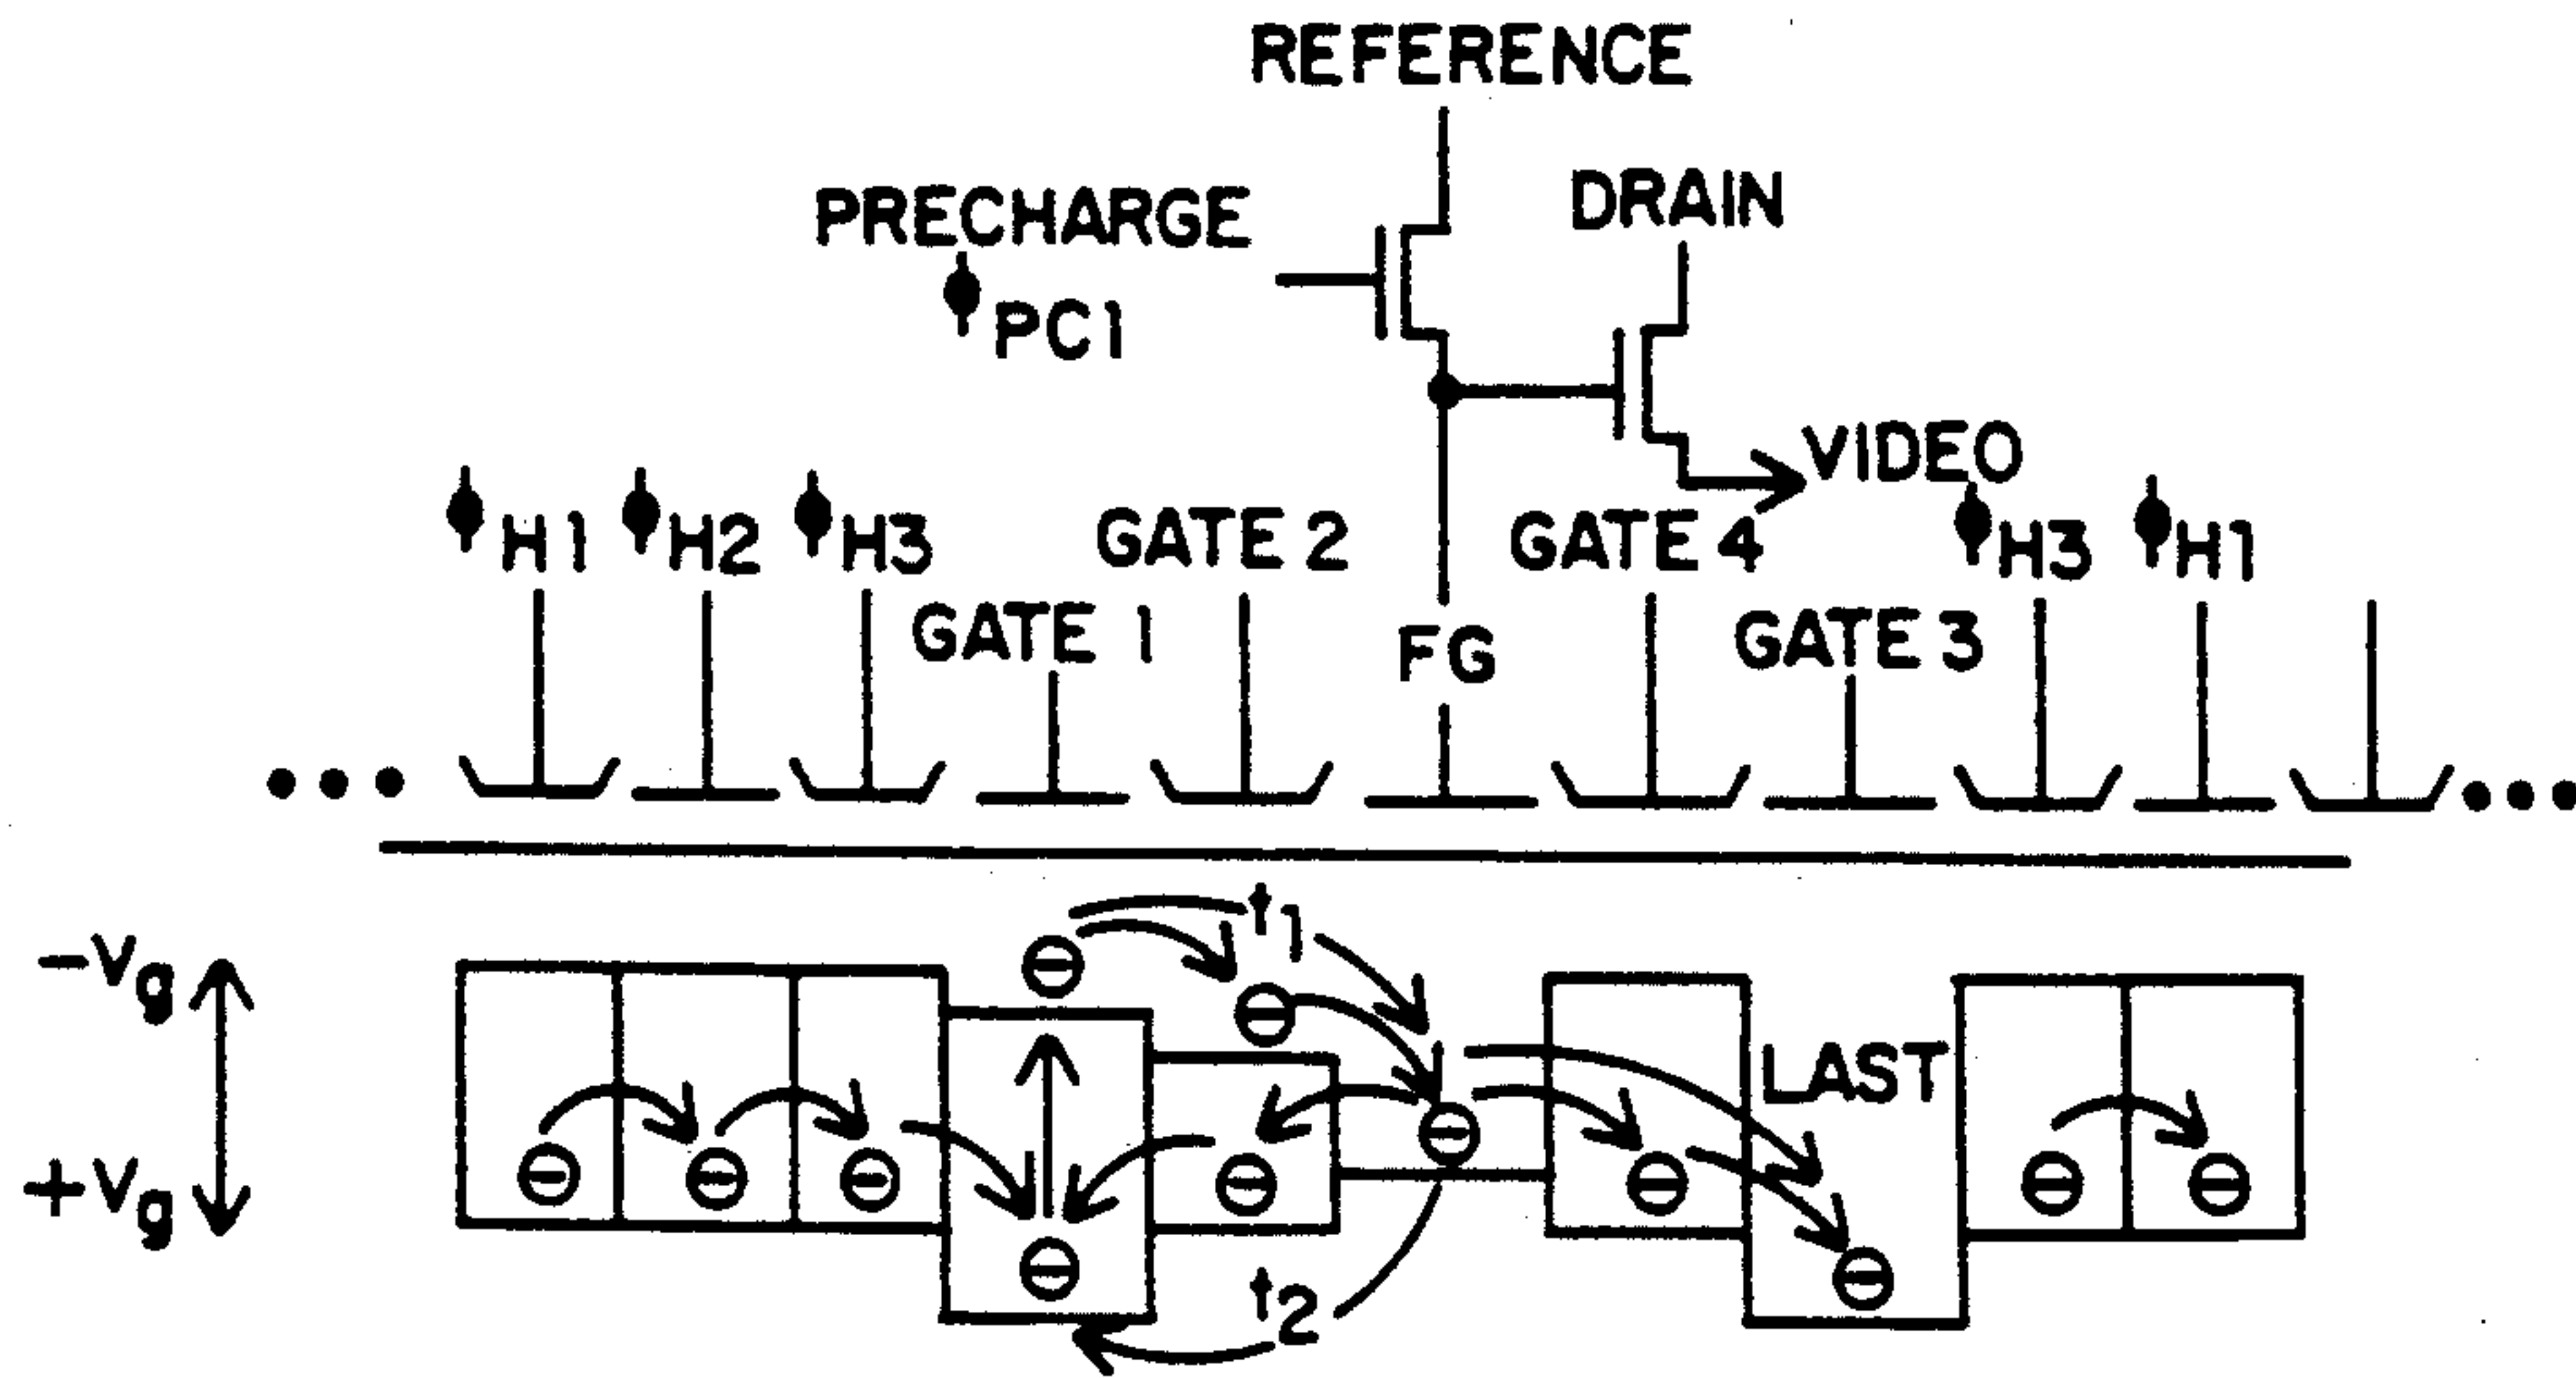 REFERENCE
PRECHARGE
ϕPC1
DRAIN
VIDEO
ϕH1 ϕH2 ϕH3 GATE 2 GATE 4 ϕH3 ϕH1
GATE 1 FG GATE 3
t1
-Vg
LAST
+Vg
t2